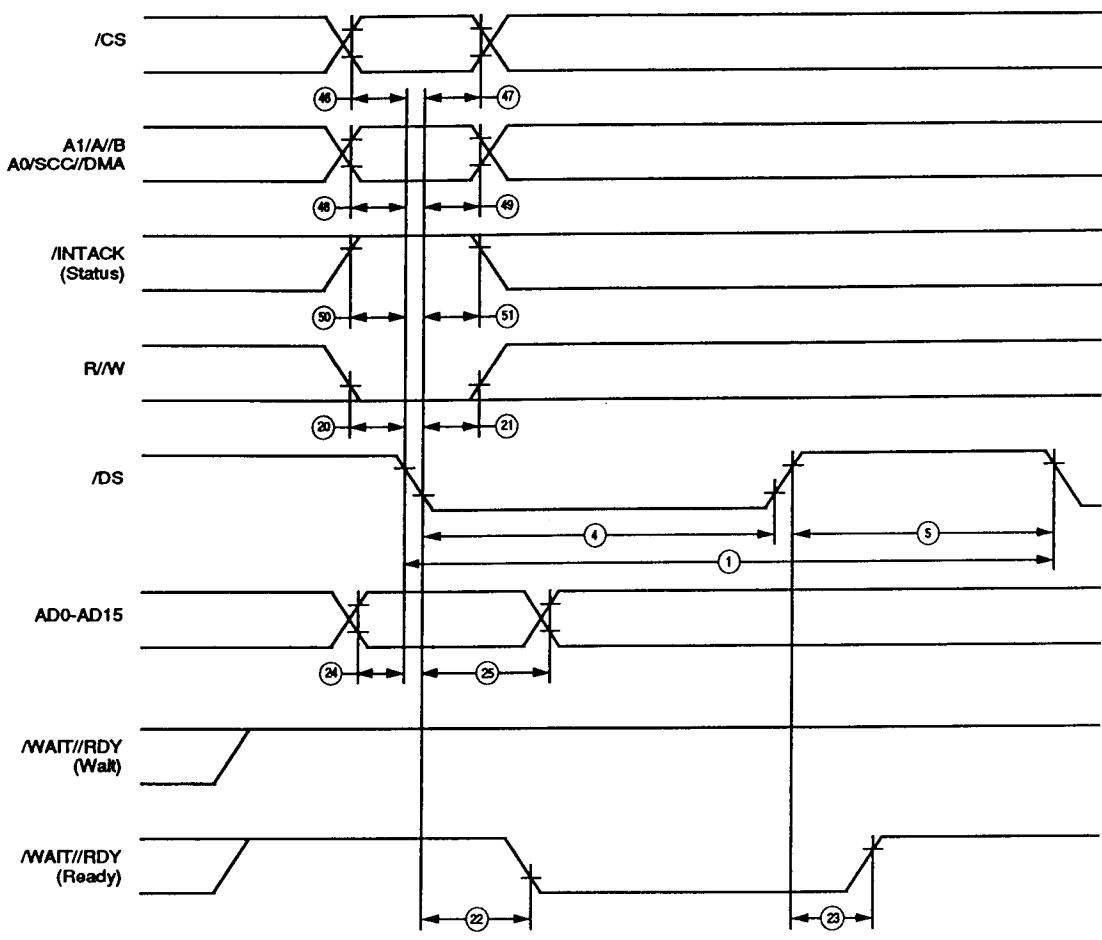 /CS
46
47
A1/A//B
A0/SCC//DMA
48
49
/INTACK
(Status)
50
51
R//W
20
21
/DS
4
5
1
AD0-AD15
24
25
/WAIT//RDY
(Wait)
/WAIT//RDY
(Ready)
22
23